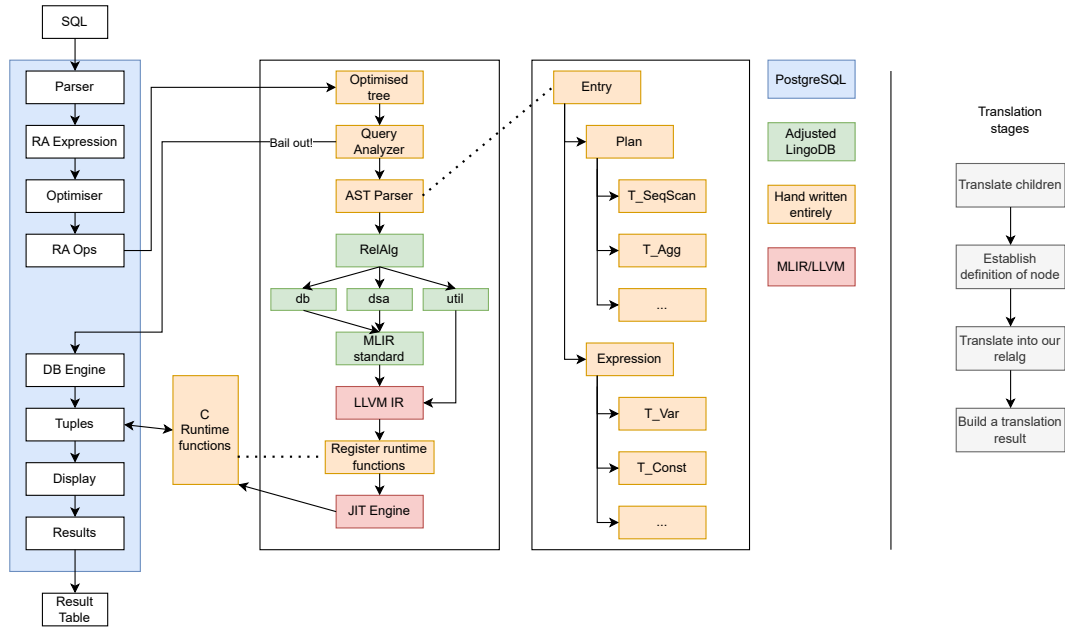 SQL
Parser
RA Expression
Optimiser
RA Ops
DB Engine
Tuples
Display
Results
Result
Table
C
Runtime
functions
Bail out!
Optimised
tree
Query
Analyzer
AST Parser
RelAlg
db
dsa
util
MLIR
standard
LLVM IR
Register runtime
functions
JIT Engine
Entry
Plan
T_SeqScan
T_Agg
...
Expression
T_Var
T_Const
...
PostgreSQL
Adjusted
LingoDB
Hand written
entirely
MLIR/LLVM
Translation
stages
Translate children
Establish
definition of node
Translate into our
relalg
Build a translation
result